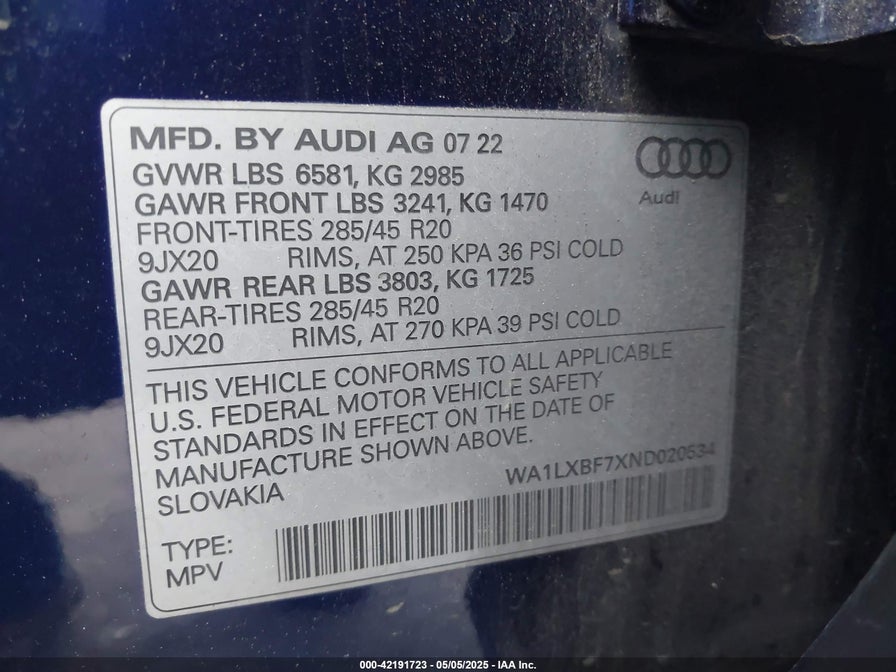 MFD. BY AUDI AG 07 22
GVWR LBS 6581, KG 2985
GAWR FRONT LBS 3241, KG 1470
FRONT-TIRES 285/45 R20
9JX20 RIMS, AT 250 KPA 36 PSI COLD
GAWR REAR LBS 3803, KG 1725
REAR-TIRES 285/45 R20
9JX20 RIMS, AT 270 KPA 39 PSI COLD
Audi
THIS VEHICLE CONFORMS TO ALL APPLICABLE
U.S. FEDERAL MOTOR VEHICLE SAFETY
STANDARDS IN EFFECT ON THE DATE OF
MANUFACTURE SHOWN ABOVE.
SLOVAKIA
WA1LXBF7XND020534
TYPE:
MPV
000-42191723 - 05/05/2025 - IAA Inc.